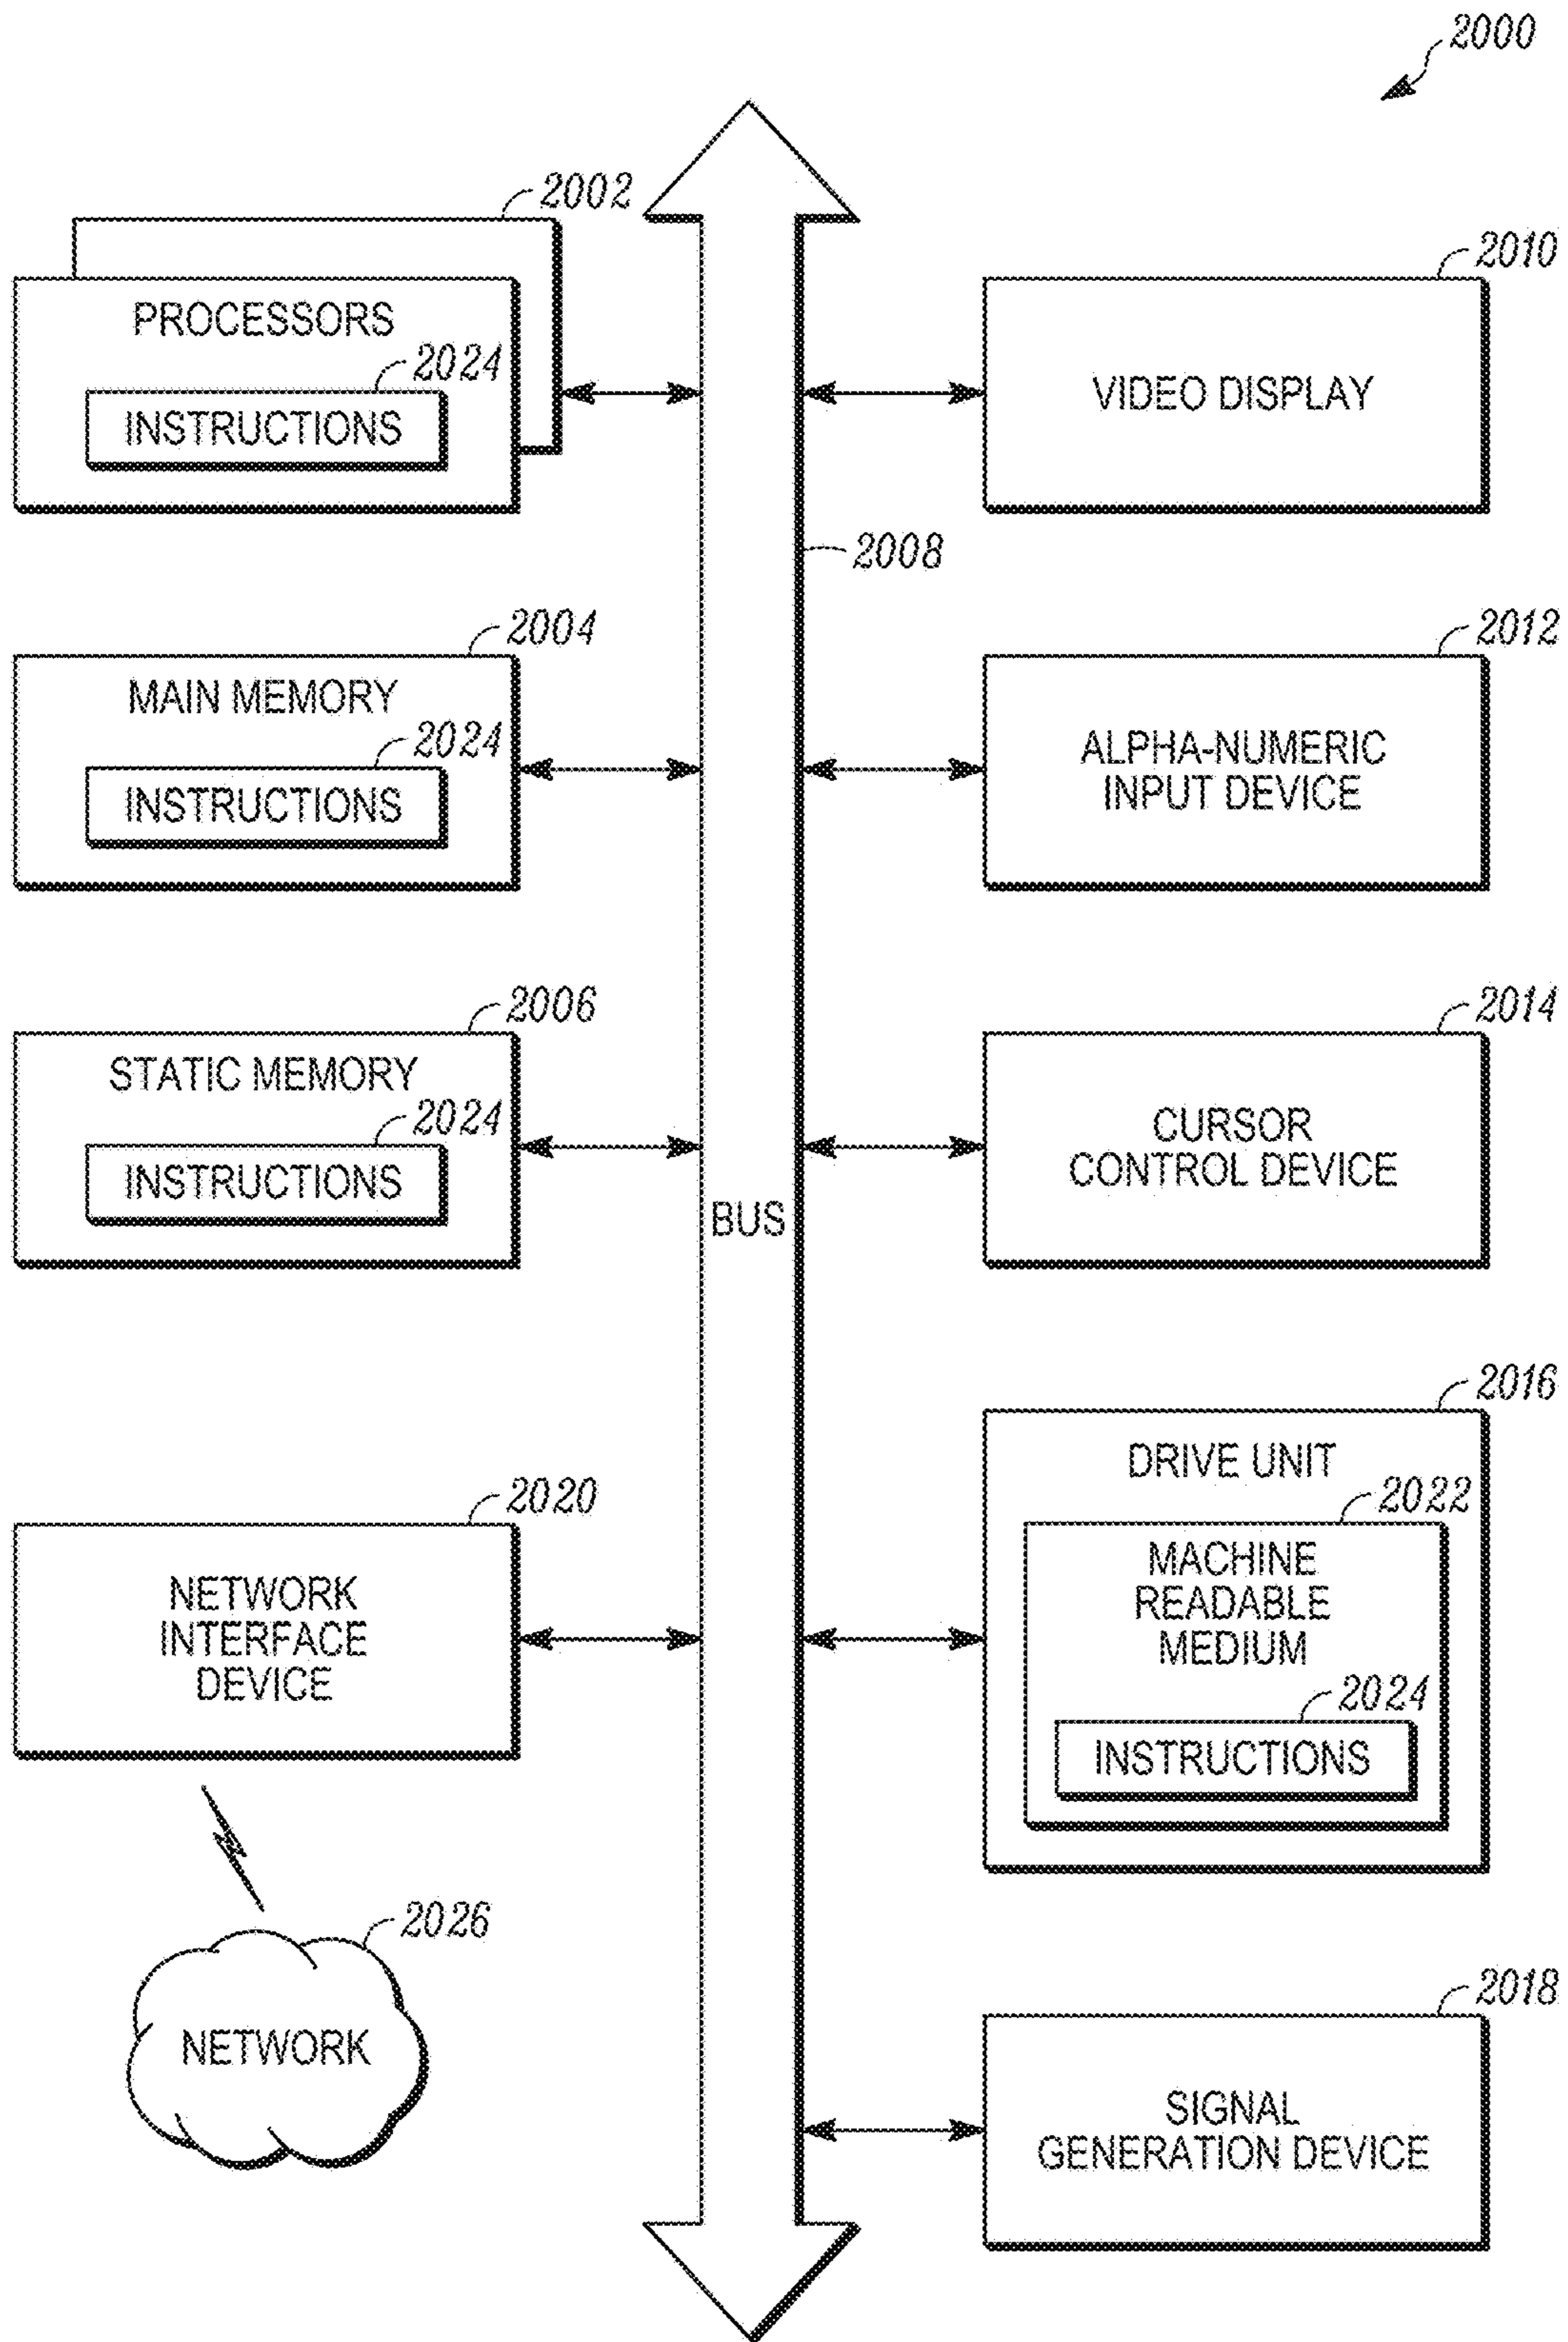 2000
2002
PROCESSORS
2024
INSTRUCTIONS
2004
MAIN MEMORY
2024
INSTRUCTIONS
2006
STATIC MEMORY
2024
INSTRUCTIONS
2020
NETWORK
INTERFACE
DEVICE
2026
NETWORK
2008
BUS
2010
VIDEO DISPLAY
2012
ALPHA-NUMERIC
INPUT DEVICE
2014
CURSOR
CONTROL DEVICE
2016
DRIVE UNIT
2022
MACHINE
READABLE
MEDIUM
2024
INSTRUCTIONS
2018
SIGNAL
GENERATION DEVICE